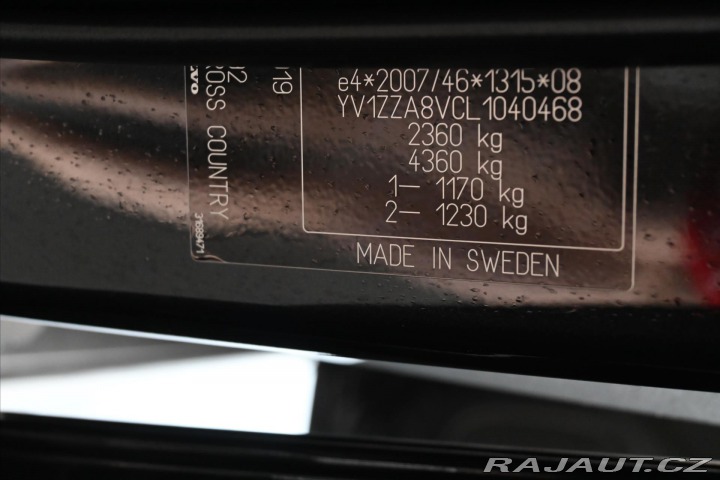 e4*2007/46*1315*08
YV1ZZA8VCL1040468
2360 kg
4360 kg
1— 1170 kg
2— 1230 kg
MADE IN SWEDEN
ROSS COUNTRY
RAJAUT.CZ